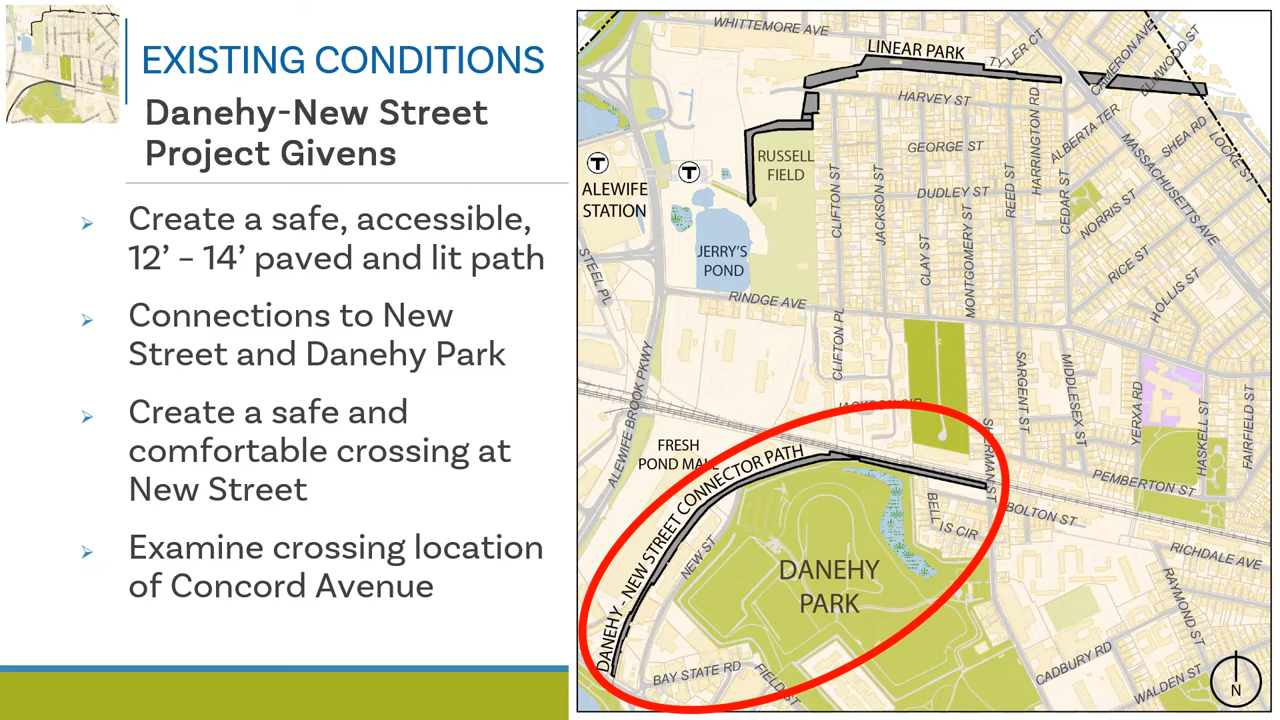 EXISTING CONDITIONS
Danehy-New Street
Project Givens
Create a safe, accessible,
12’ – 14’ paved and lit path
Connections to New
Street and Danehy Park
Create a safe and
comfortable crossing at
New Street
Examine crossing location
of Concord Avenue
WHITTEMORE AVE
LINEAR PARK
TYLER CT
CAMERON AVE
ELMWOOD ST
HARVEY ST
HARRINGTON RD
ALBERTA TER
SHEA RD
LOCKE ST
MASSACHUSETTS AVE
GEORGE ST
RUSSELL
FIELD
T
T
ALEWIFE
STATION
DUDLEY ST
REED ST
CEDAR ST
NORRIS ST
CLIFTON ST
JACKSON ST
CLAY ST
MONTGOMERY ST
RICE ST
HOLLIS ST
JERRY’S
POND
STEEL PL
RINDGE AVE
CLIFTON PL
ALEWIFE BROOK PKWY
JACKSON CIR
SARGENT ST
MIDDLESEX ST
YERXA RD
HASKELL ST
FAIRFIELD ST
SHERMAN ST
FRESH
POND MALL
DANEHY - NEW STREET CONNECTOR PATH
PEMBERTON ST
BOLTON ST
BELLIS CIR
NEW ST
RICHDALE AVE
DANEHY
PARK
RAYMOND ST
CADBURY RD
WALDEN ST
BAY STATE RD
FIELD ST
N